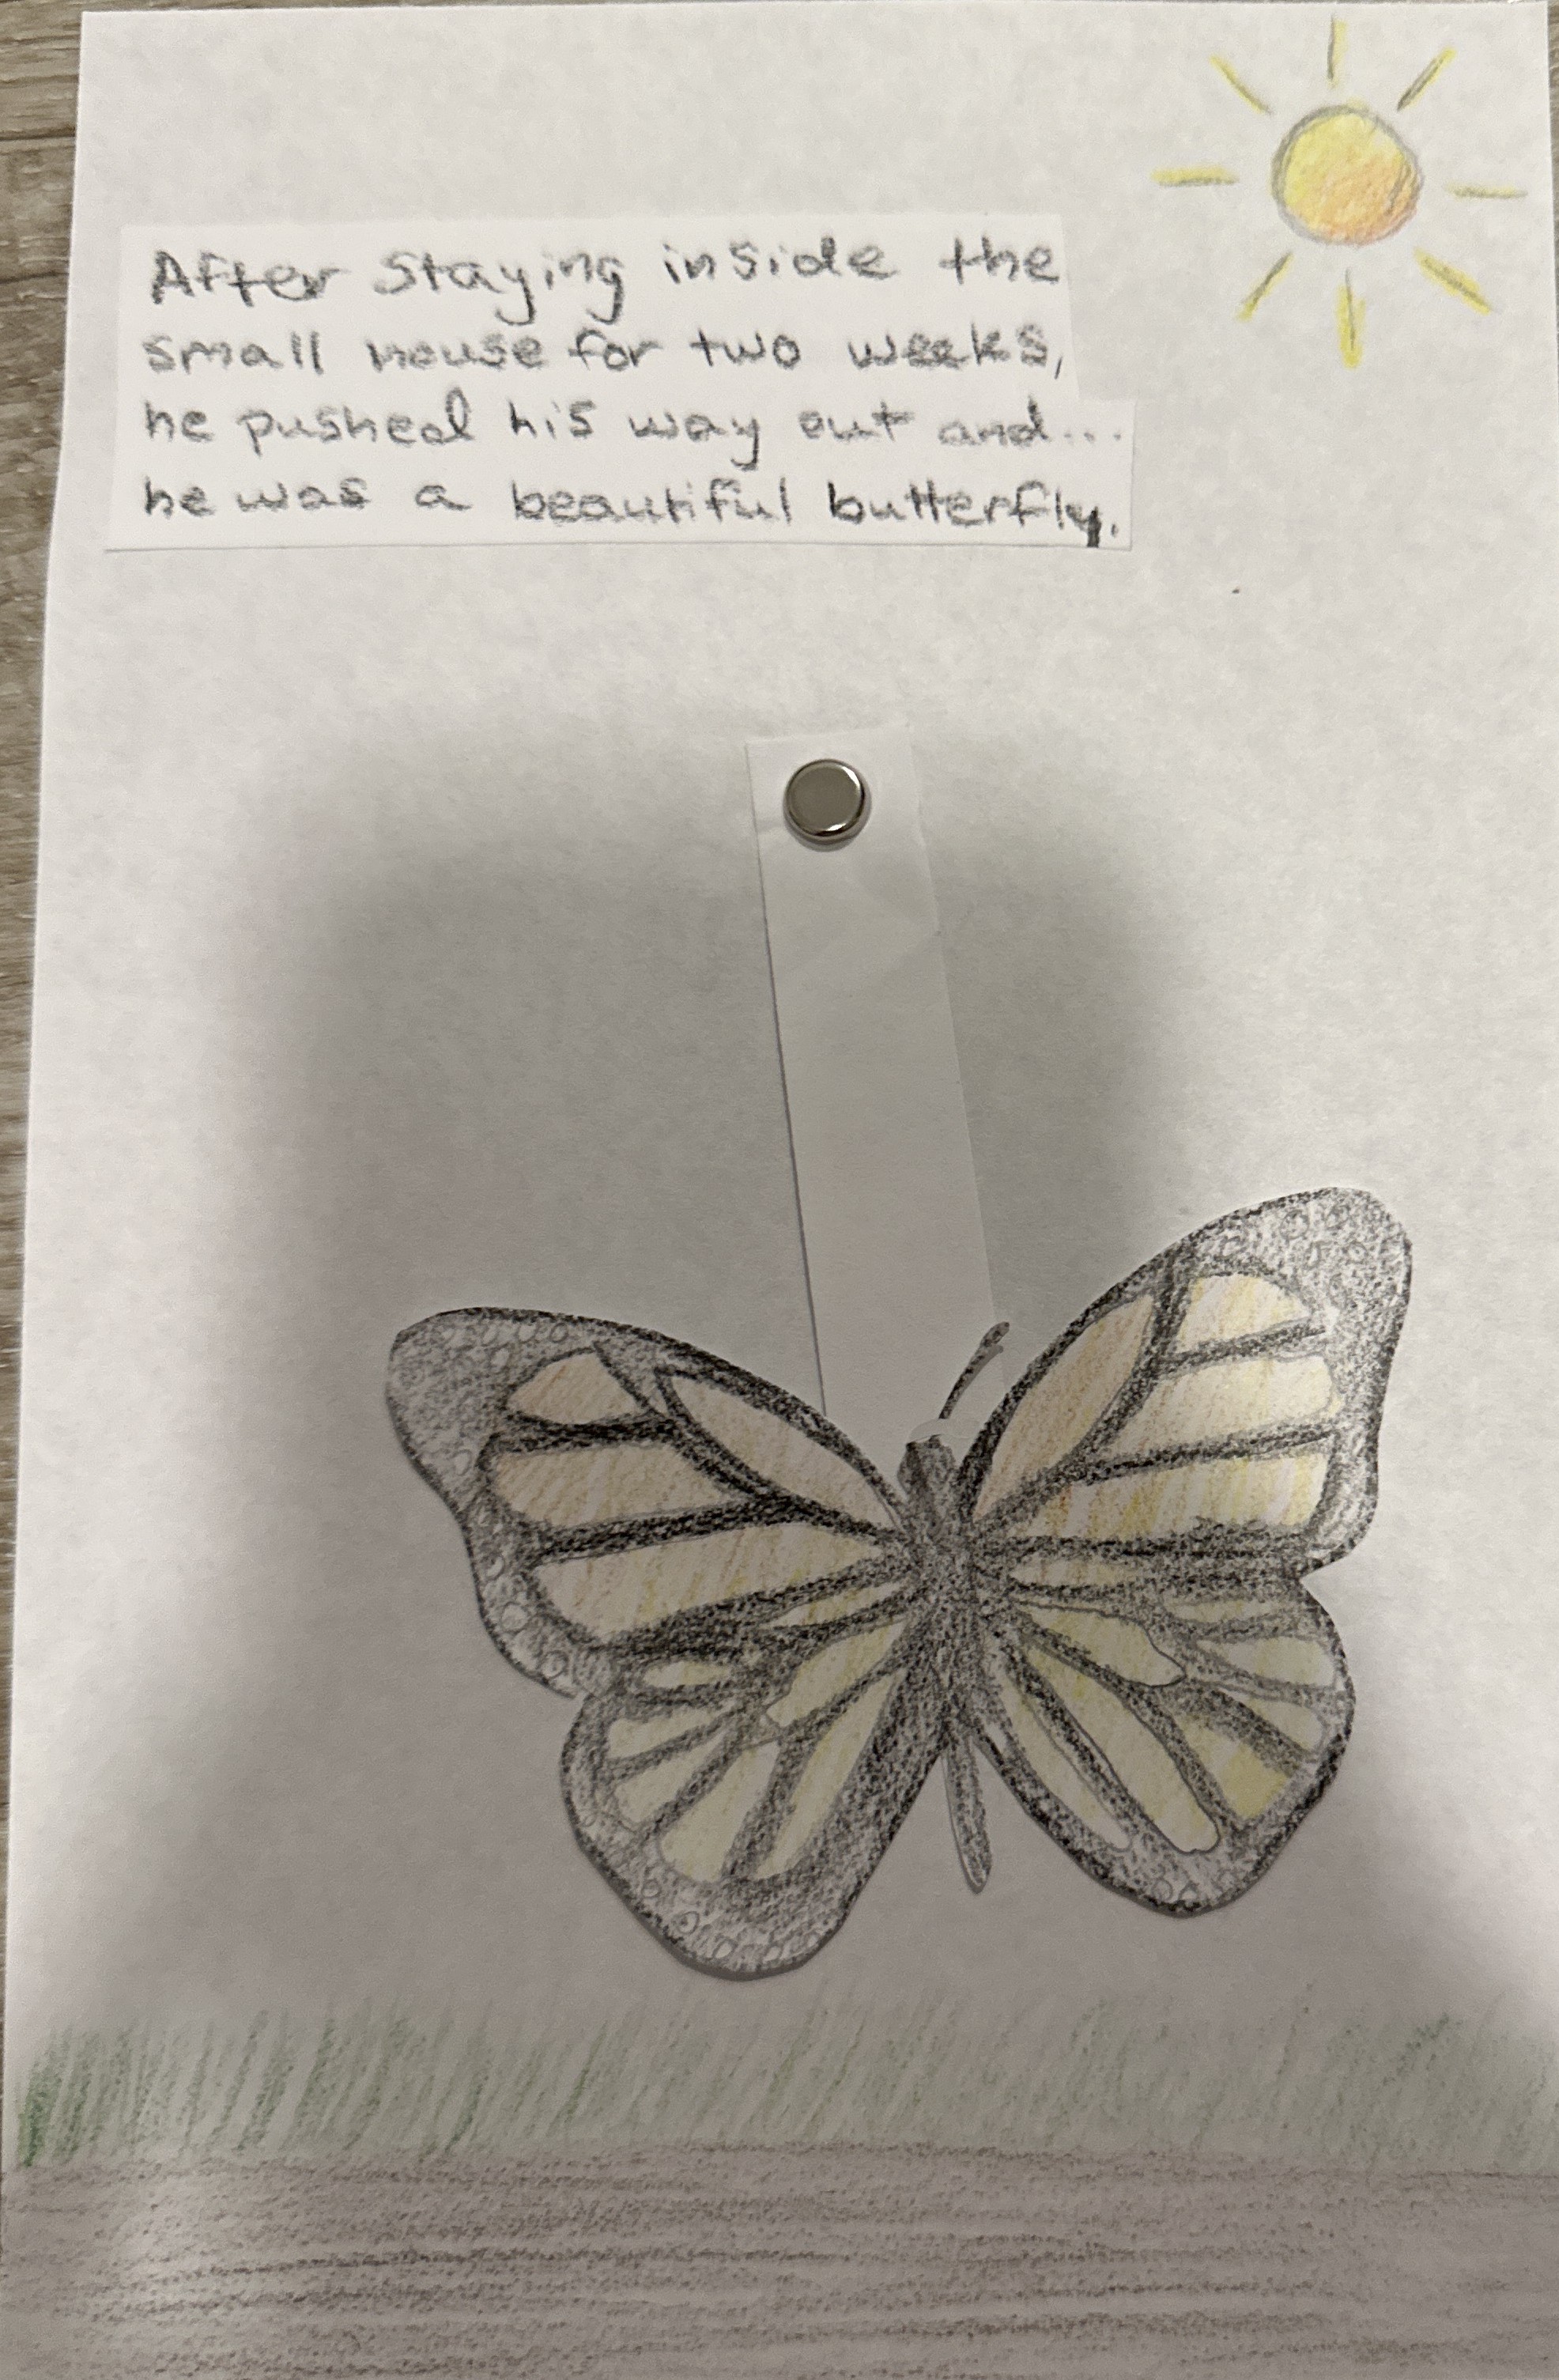 After staying inside the
small house for two weeks,
he pushed his way out and...
he was a beautiful butterfly.